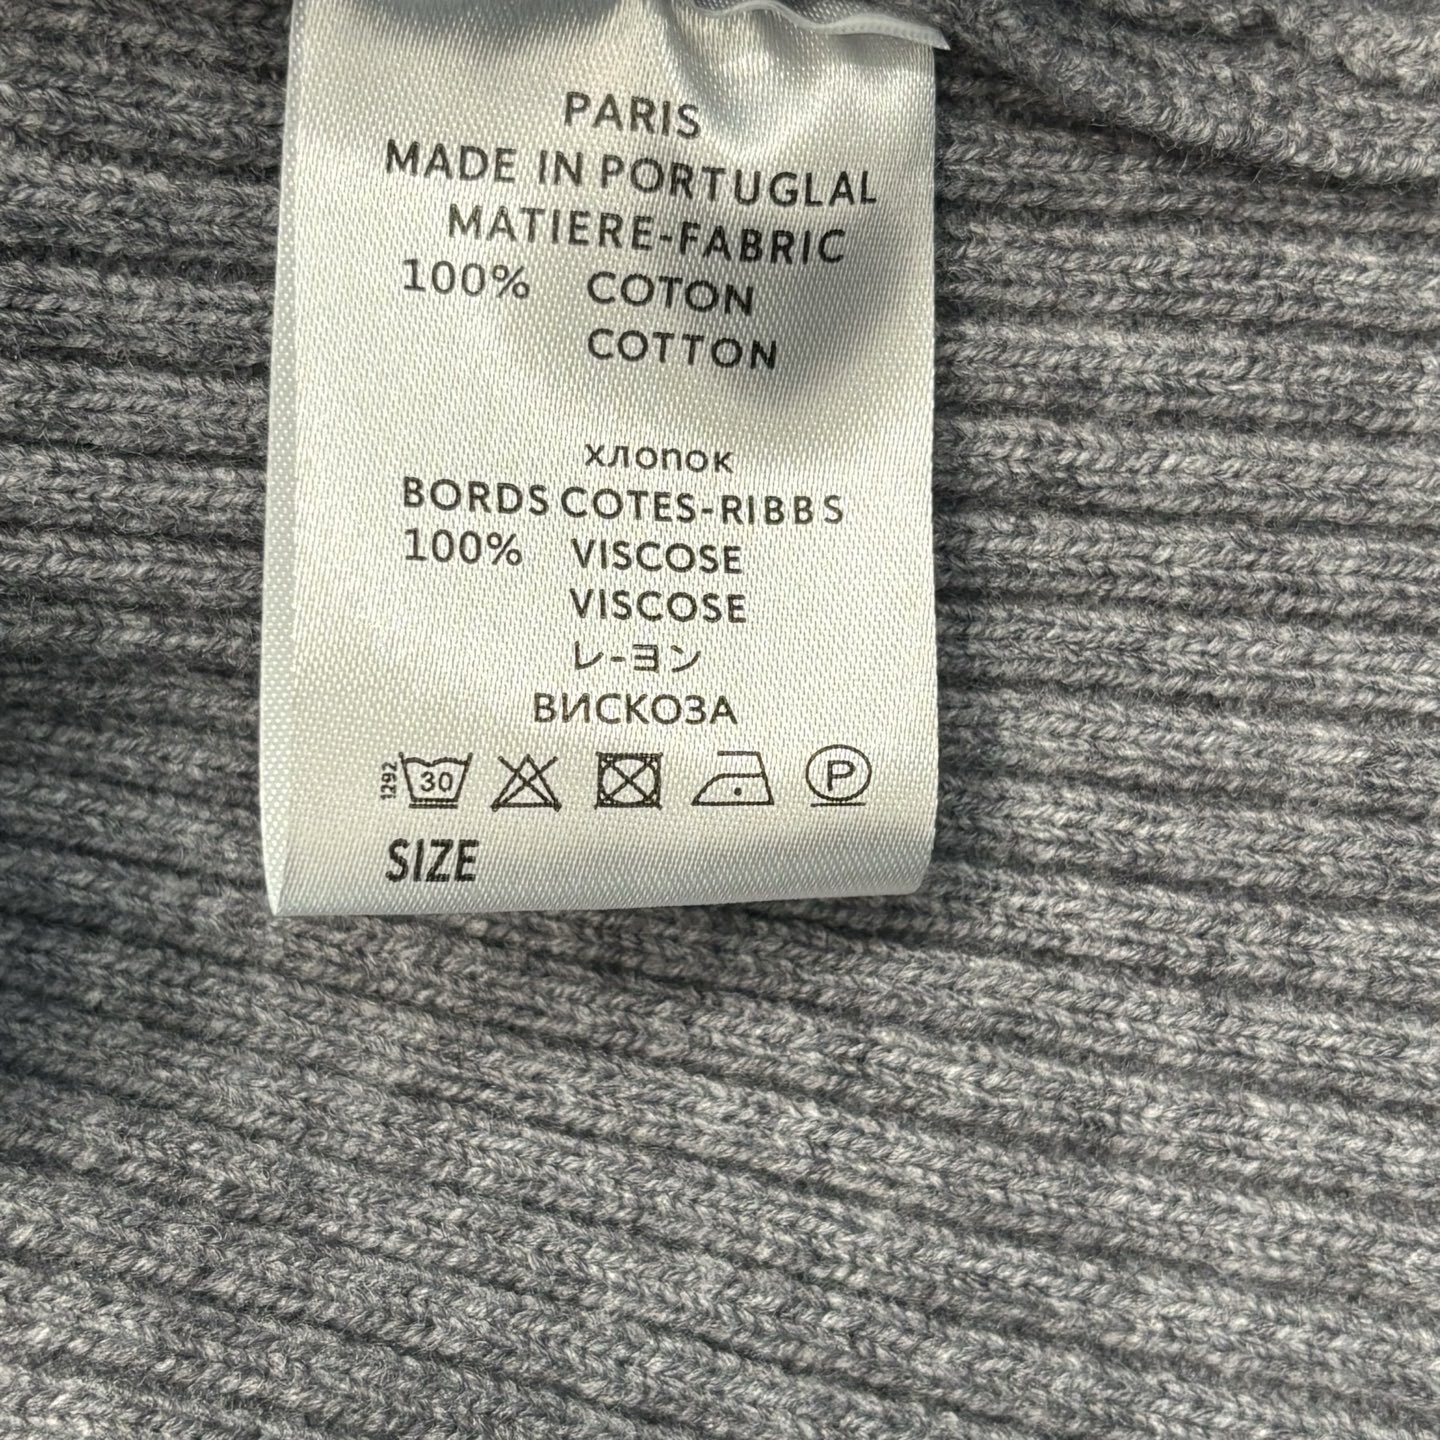 PARIS
MADE IN PORTUGLAL
MATIERE-FABRIC
100% COTON
COTTON
хлопок
BORDS COTES-RIBBS
100% VISCOSE
VISCOSE
レ-ヨン
ВИСКОЗА
1292 30 P
SIZE